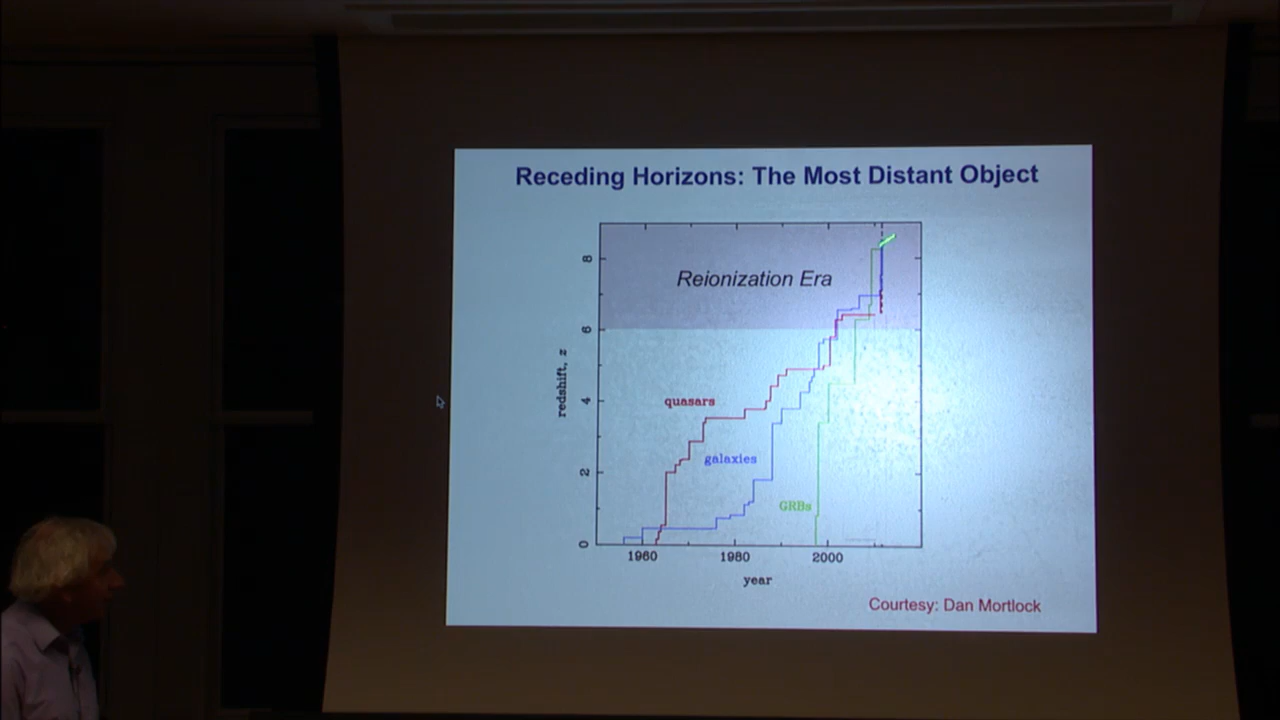 Receding Horizons: The Most Distant Object
8
Reionization Era
6
redshift, z
4
quasars
galaxies
2
GRBs
0
1960
1980
2000
year
Courtesy: Dan Mortlock